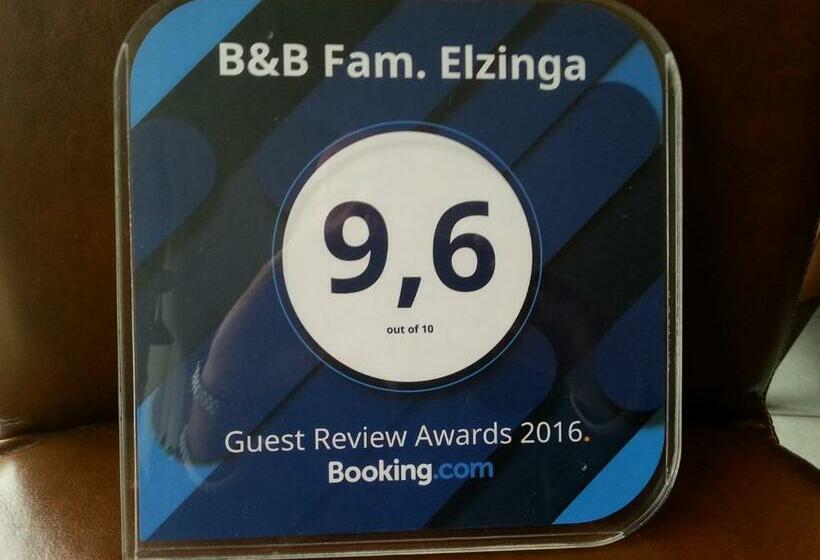 B&B Fam. Elzinga
9,6
out of 10
Guest Review Awards 2016.
Booking.com